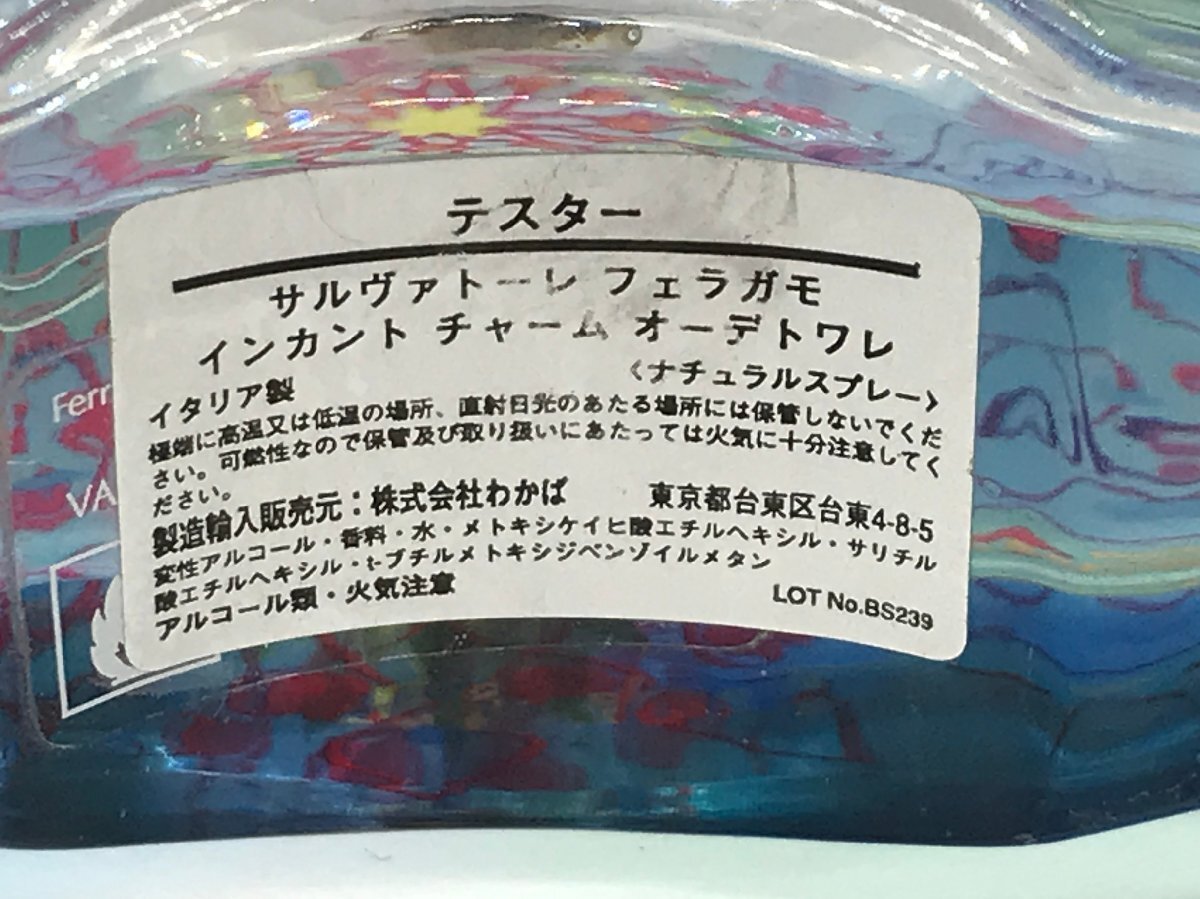 テスター
サルヴァトーレ フェラガモ
インカント チャーム オーデトワレ
イタリア製 〈ナチュラルスプレー〉
極端に高温又は低温の場所、直射日光のあたる場所には保管しないでくだ
さい。可燃性なので保管及び取り扱いにあたっては火気に十分注意してく
ださい。
製造輸入販売元：株式会社わかば 東京都台東区台東4-8-5
変性アルコール・香料・水・メトキシケイヒ酸エチルヘキシル・サリチル
酸エチルヘキシル・t-ブチルメトキシジベンゾイルメタン
アルコール類・火気注意 LOT No.BS239
Ferr
VA